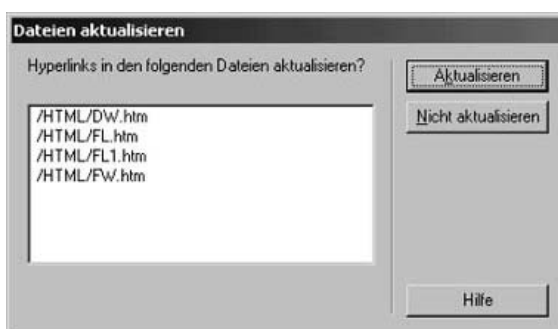 Dateien aktualisieren
Hyperlinks in den folgenden Dateien aktualisieren?
/HTML/DW.htm
/HTML/FL.htm
/HTML/FL1.htm
/HTML/FW.htm
Aktualisieren
Nicht aktualisieren
Hilfe